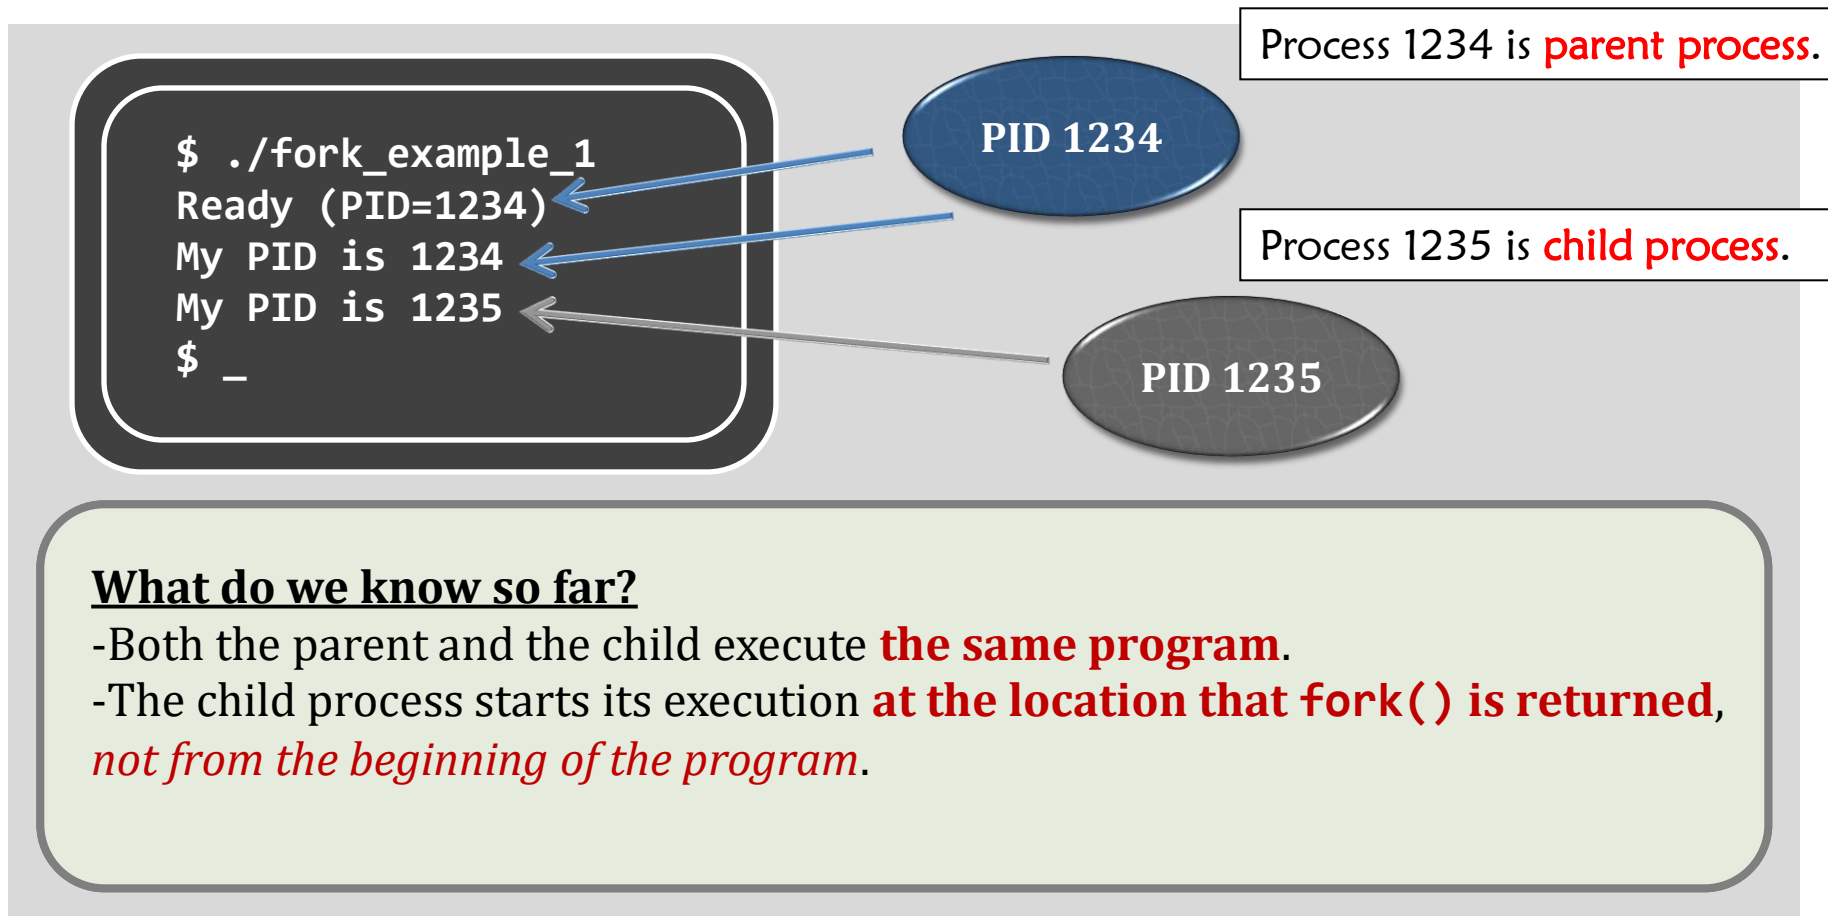 Process 1234 is parent process.
$ ./fork_example_1
Ready (PID=1234)
My PID is 1234
My PID is 1235
$ _
PID 1234
Process 1235 is child process.
PID 1235
What do we know so far?
-Both the parent and the child execute the same program.
-The child process starts its execution at the location that fork() is returned,
not from the beginning of the program.